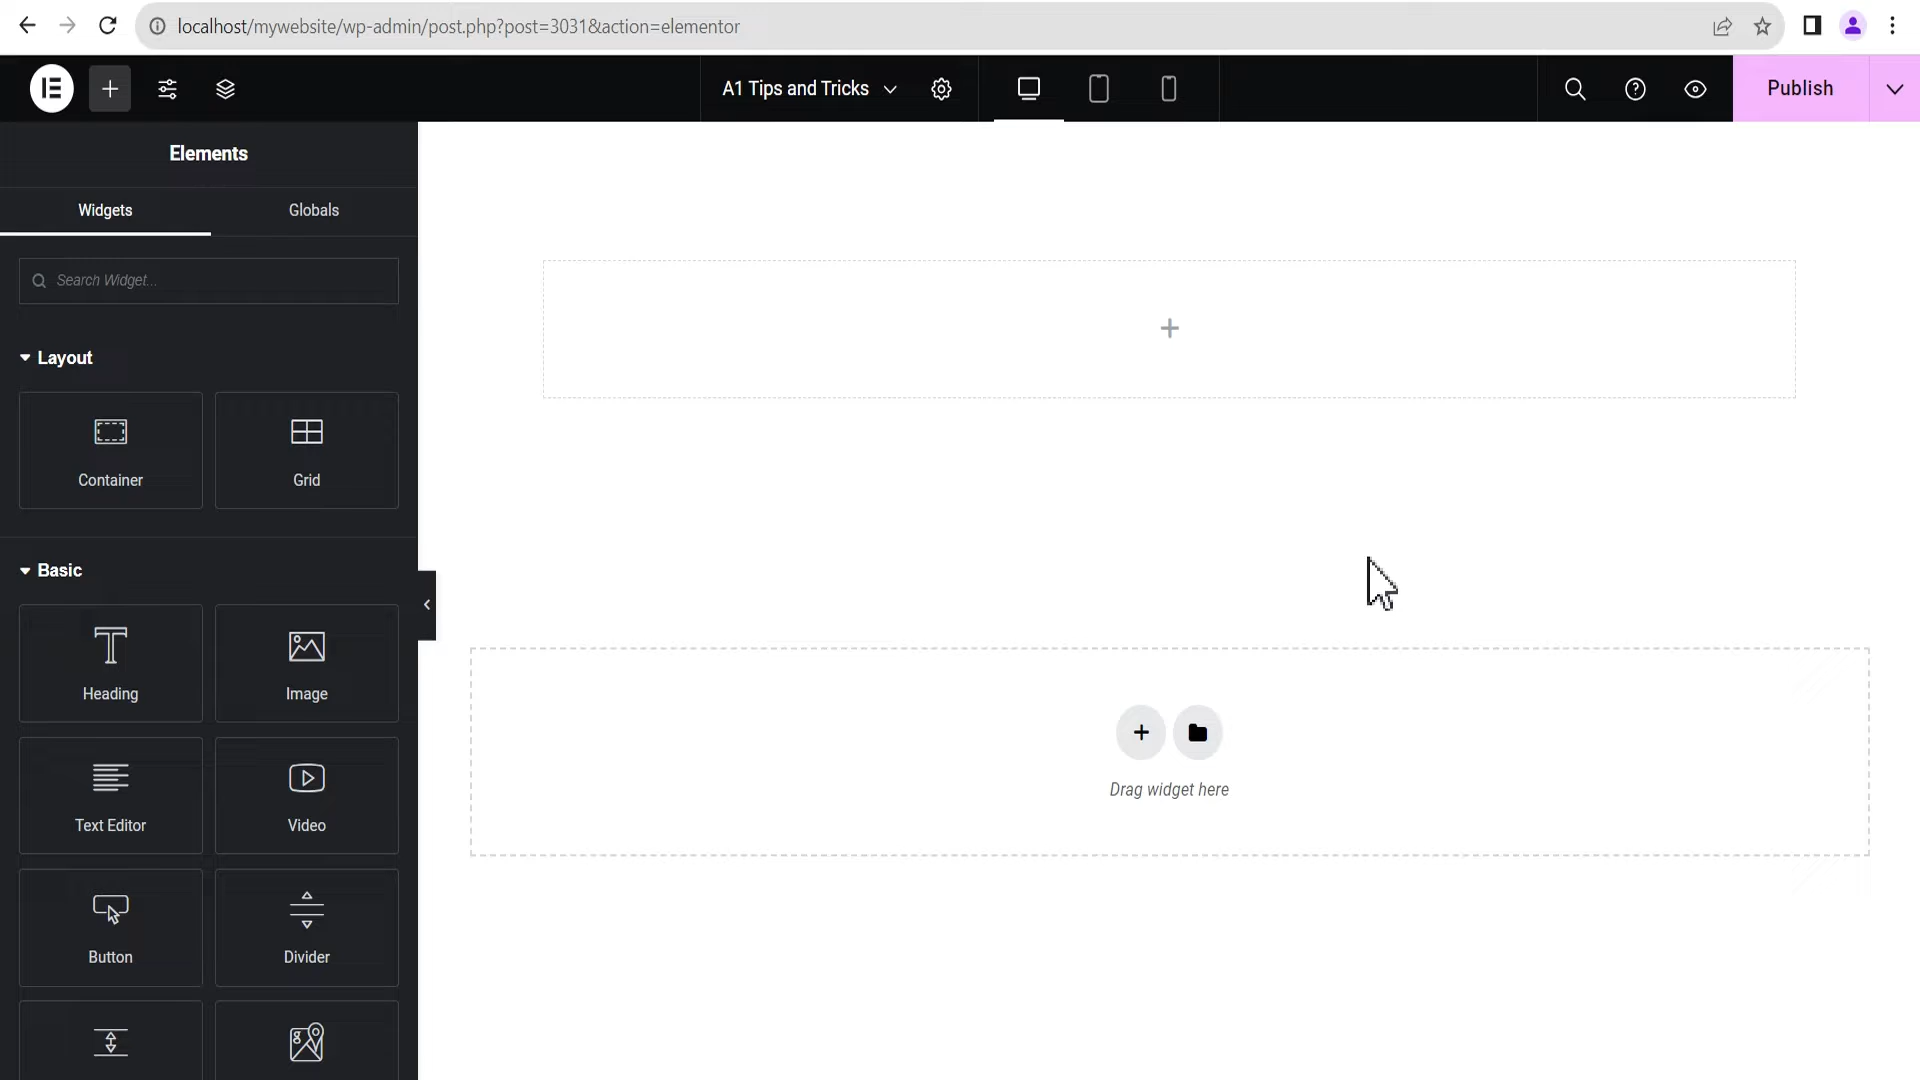 localhost/mywebsite/wp-admin/post.php?post=3031&action=elementor
A1 Tips and Tricks
Publish
Elements
Widgets
Globals
Search Widget...
Layout
Container
Grid
Basic
Heading
Image
Text Editor
Video
Button
Divider
Drag widget here